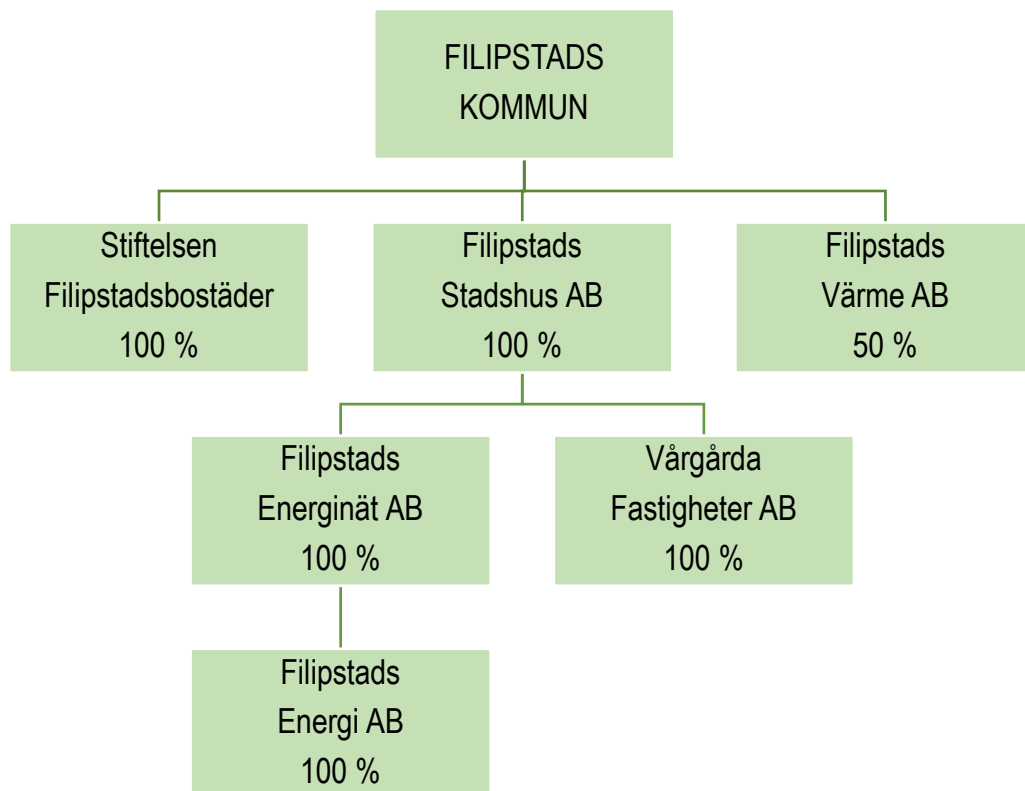 FILIPSTADS
KOMMUN
Stiftelsen
Filipstadsbostäder
100 %
Filipstads
Stadshus AB
100 %
Filipstads
Värme AB
50 %
Filipstads
Energinät AB
100 %
Vårgårda
Fastigheter AB
100 %
Filipstads
Energi AB
100 %